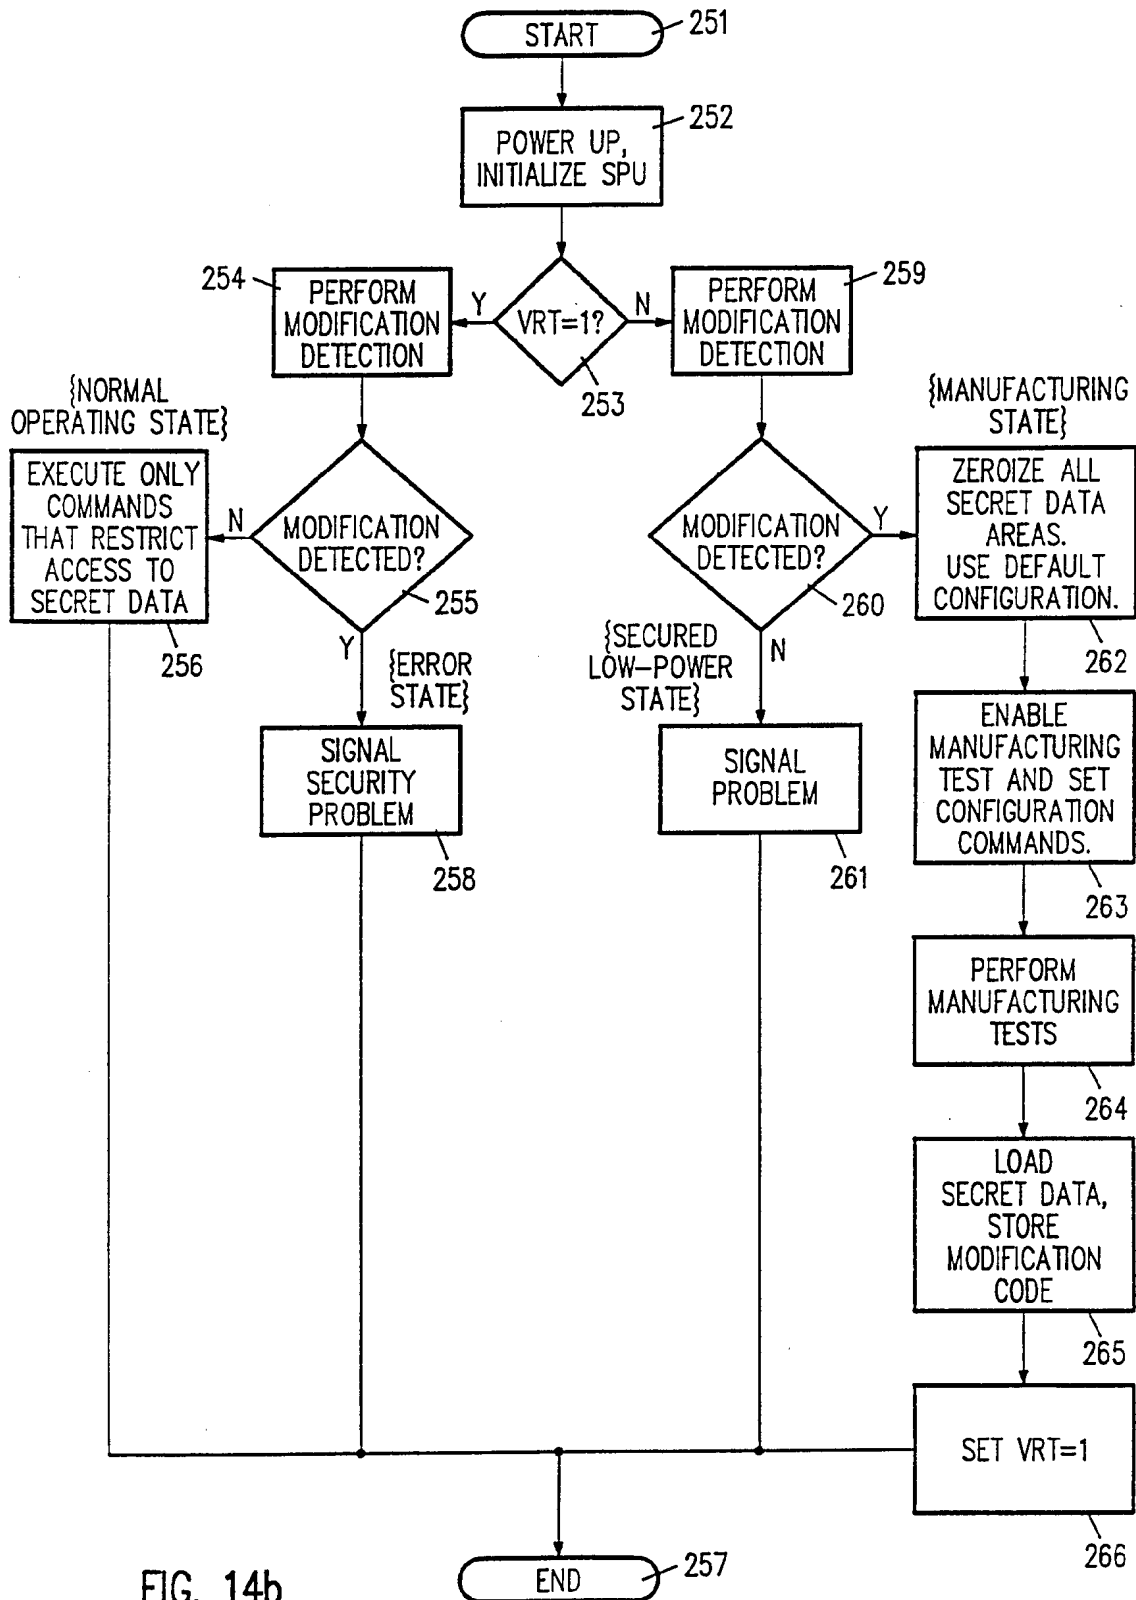 START
251
POWER UP,
INITIALIZE SPU
252
254
PERFORM
MODIFICATION
DETECTION
Y
VRT=1?
N
253
PERFORM
MODIFICATION
DETECTION
259
{NORMAL
OPERATING STATE}
EXECUTE ONLY
COMMANDS
THAT RESTRICT
ACCESS TO
SECRET DATA
256
N
MODIFICATION
DETECTED?
255
Y
{ERROR
STATE}
SIGNAL
SECURITY
PROBLEM
258
MODIFICATION
DETECTED?
260
Y
N
{SECURED
LOW-POWER
STATE}
SIGNAL
PROBLEM
261
{MANUFACTURING
STATE}
ZEROIZE ALL
SECRET DATA
AREAS.
USE DEFAULT
CONFIGURATION.
262
ENABLE
MANUFACTURING
TEST AND SET
CONFIGURATION
COMMANDS.
263
PERFORM
MANUFACTURING
TESTS
264
LOAD
SECRET DATA,
STORE
MODIFICATION
CODE
265
SET VRT=1
266
END
257
FIG. 14b